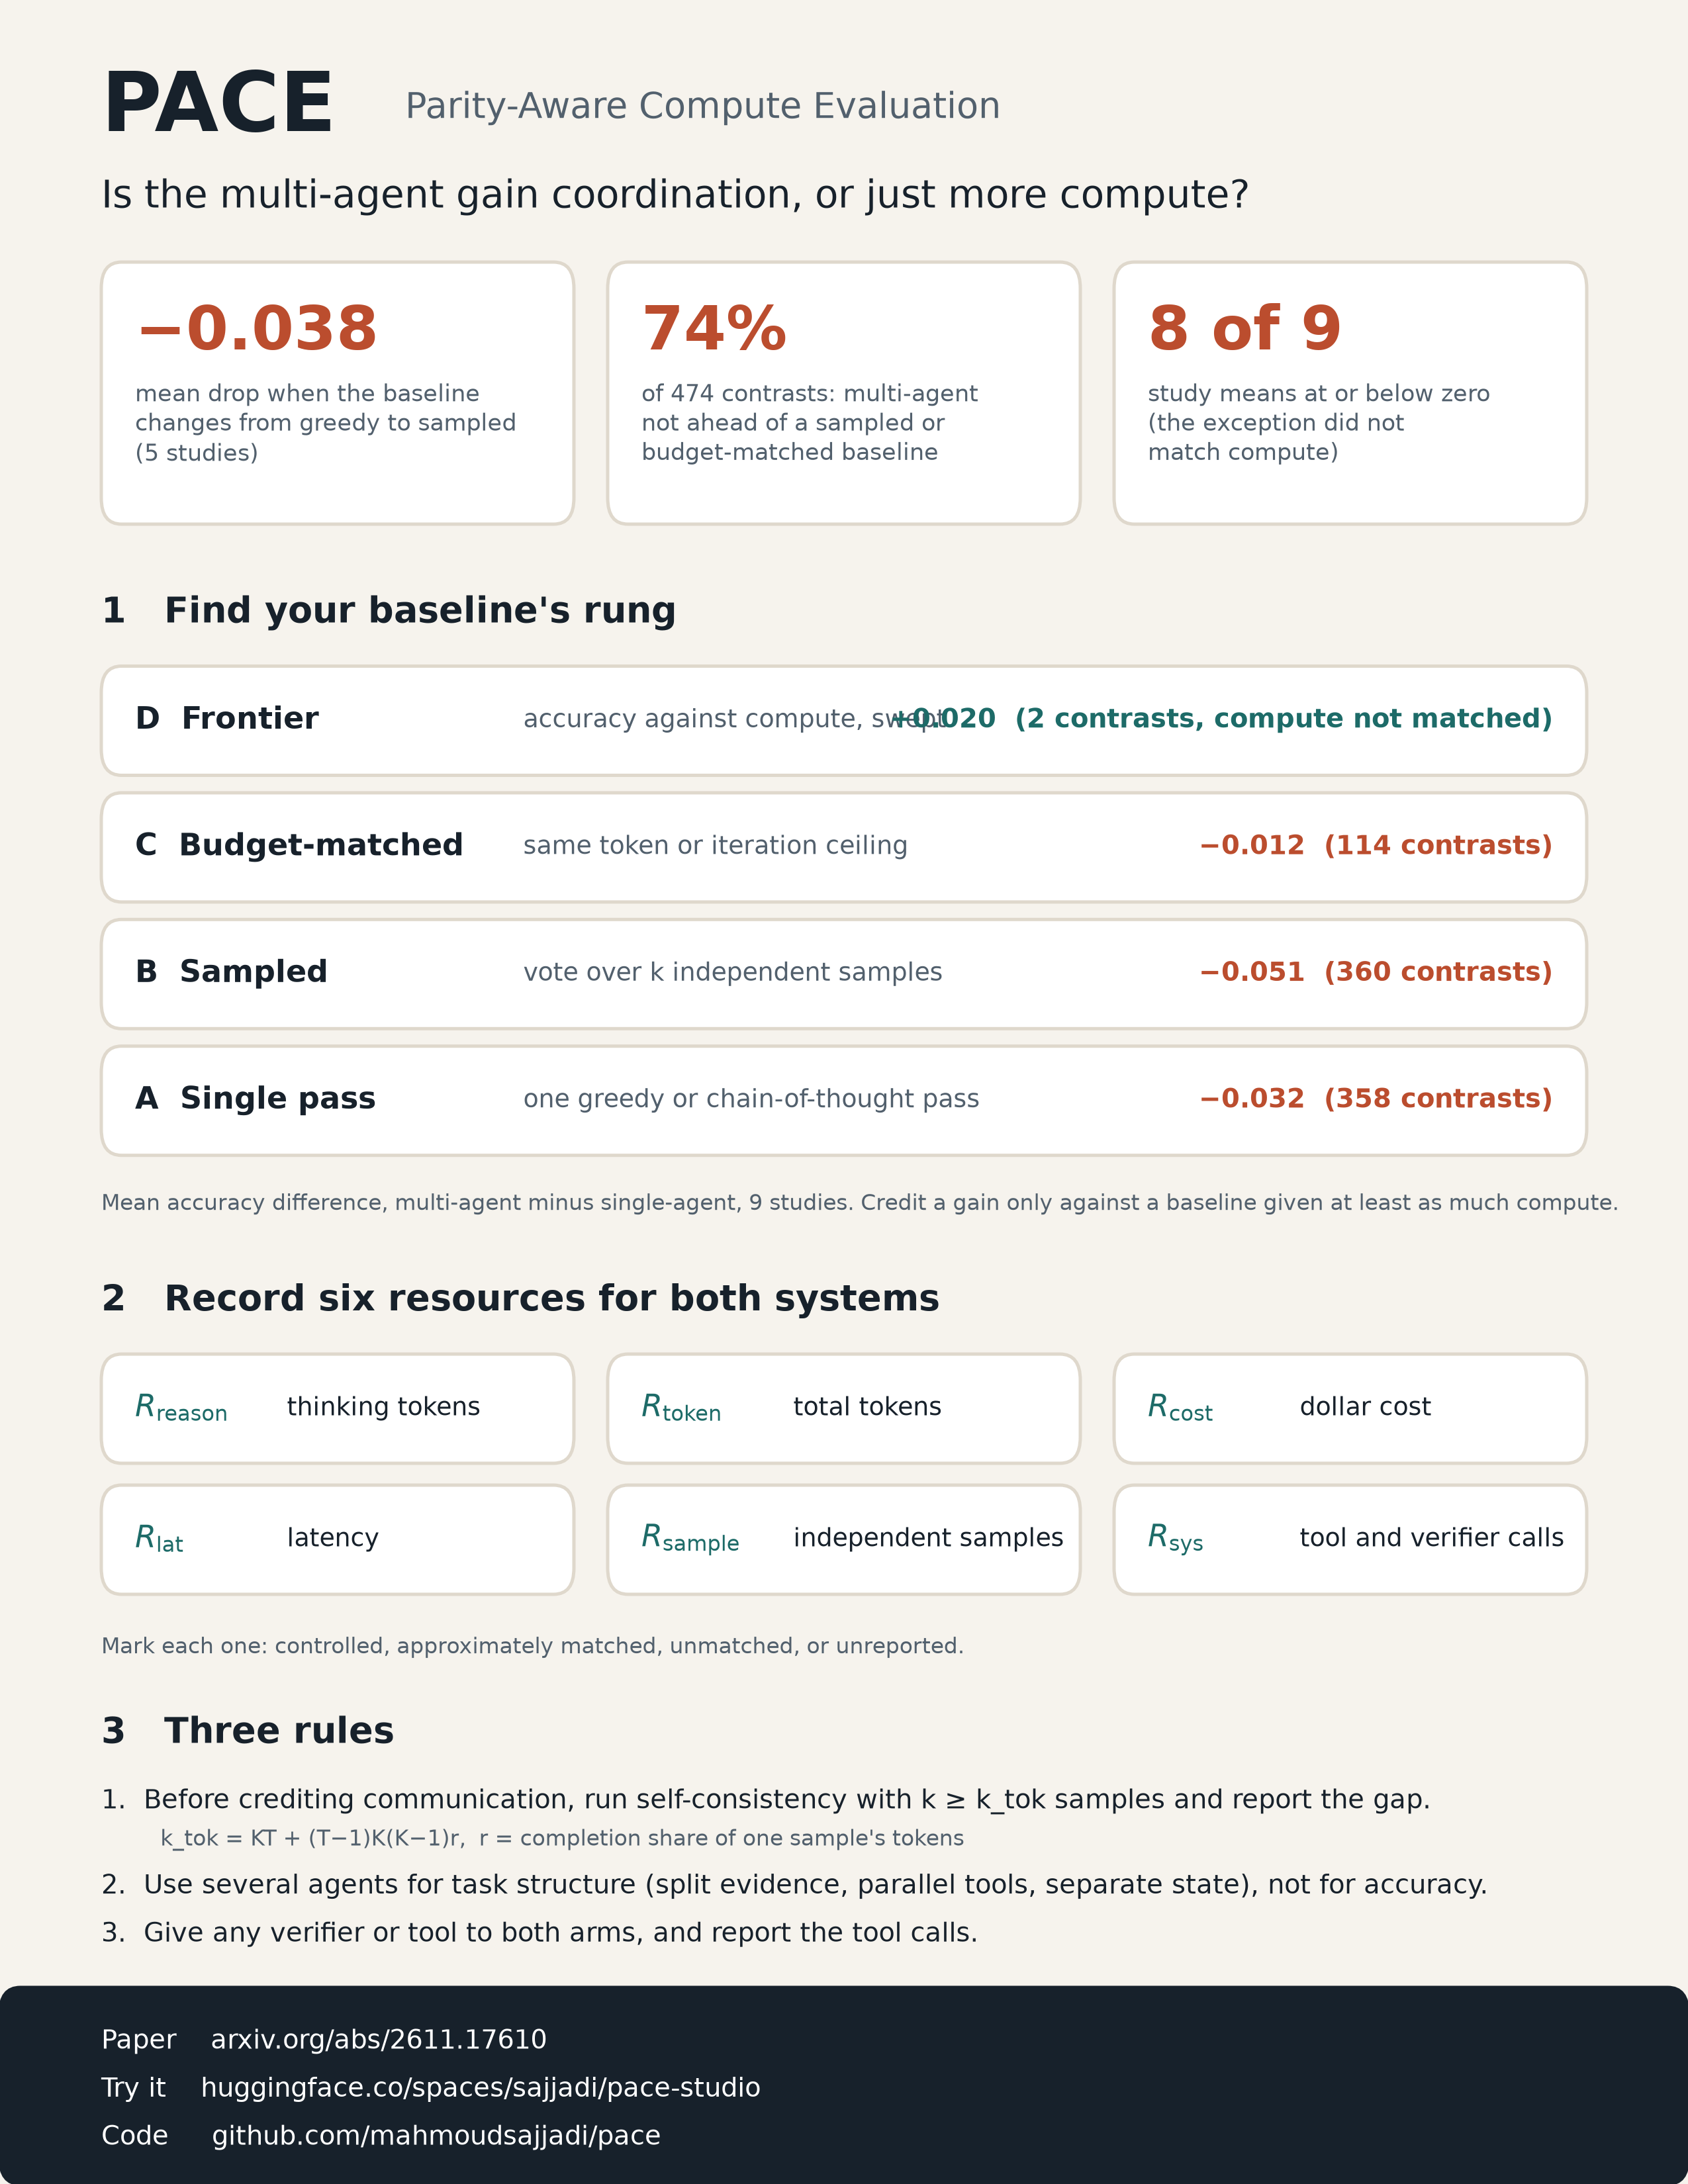 PACE Parity-Aware Compute Evaluation
Is the multi-agent gain coordination, or just more compute?
−0.038
mean drop when the baseline
changes from greedy to sampled
(5 studies)
74%
of 474 contrasts: multi-agent
not ahead of a sampled or
budget-matched baseline
8 of 9
study means at or below zero
(the exception did not
match compute)
1 Find your baseline's rung
D Frontier accuracy against compute, swept +0.020 (2 contrasts, compute not matched)
C Budget-matched same token or iteration ceiling −0.012 (114 contrasts)
B Sampled vote over k independent samples −0.051 (360 contrasts)
A Single pass one greedy or chain-of-thought pass −0.032 (358 contrasts)
Mean accuracy difference, multi-agent minus single-agent, 9 studies. Credit a gain only against a baseline given at least as much compute.
2 Record six resources for both systems
Rreason thinking tokens
Rtoken total tokens
Rcost dollar cost
Rlat latency
Rsample independent samples
Rsys tool and verifier calls
Mark each one: controlled, approximately matched, unmatched, or unreported.
3 Three rules
1. Before crediting communication, run self-consistency with k ≥ k_tok samples and report the gap.
k_tok = KT + (T−1)K(K−1)r, r = completion share of one sample's tokens
2. Use several agents for task structure (split evidence, parallel tools, separate state), not for accuracy.
3. Give any verifier or tool to both arms, and report the tool calls.
Paper arxiv.org/abs/2611.17610
Try it huggingface.co/spaces/sajjadi/pace-studio
Code github.com/mahmoudsajjadi/pace